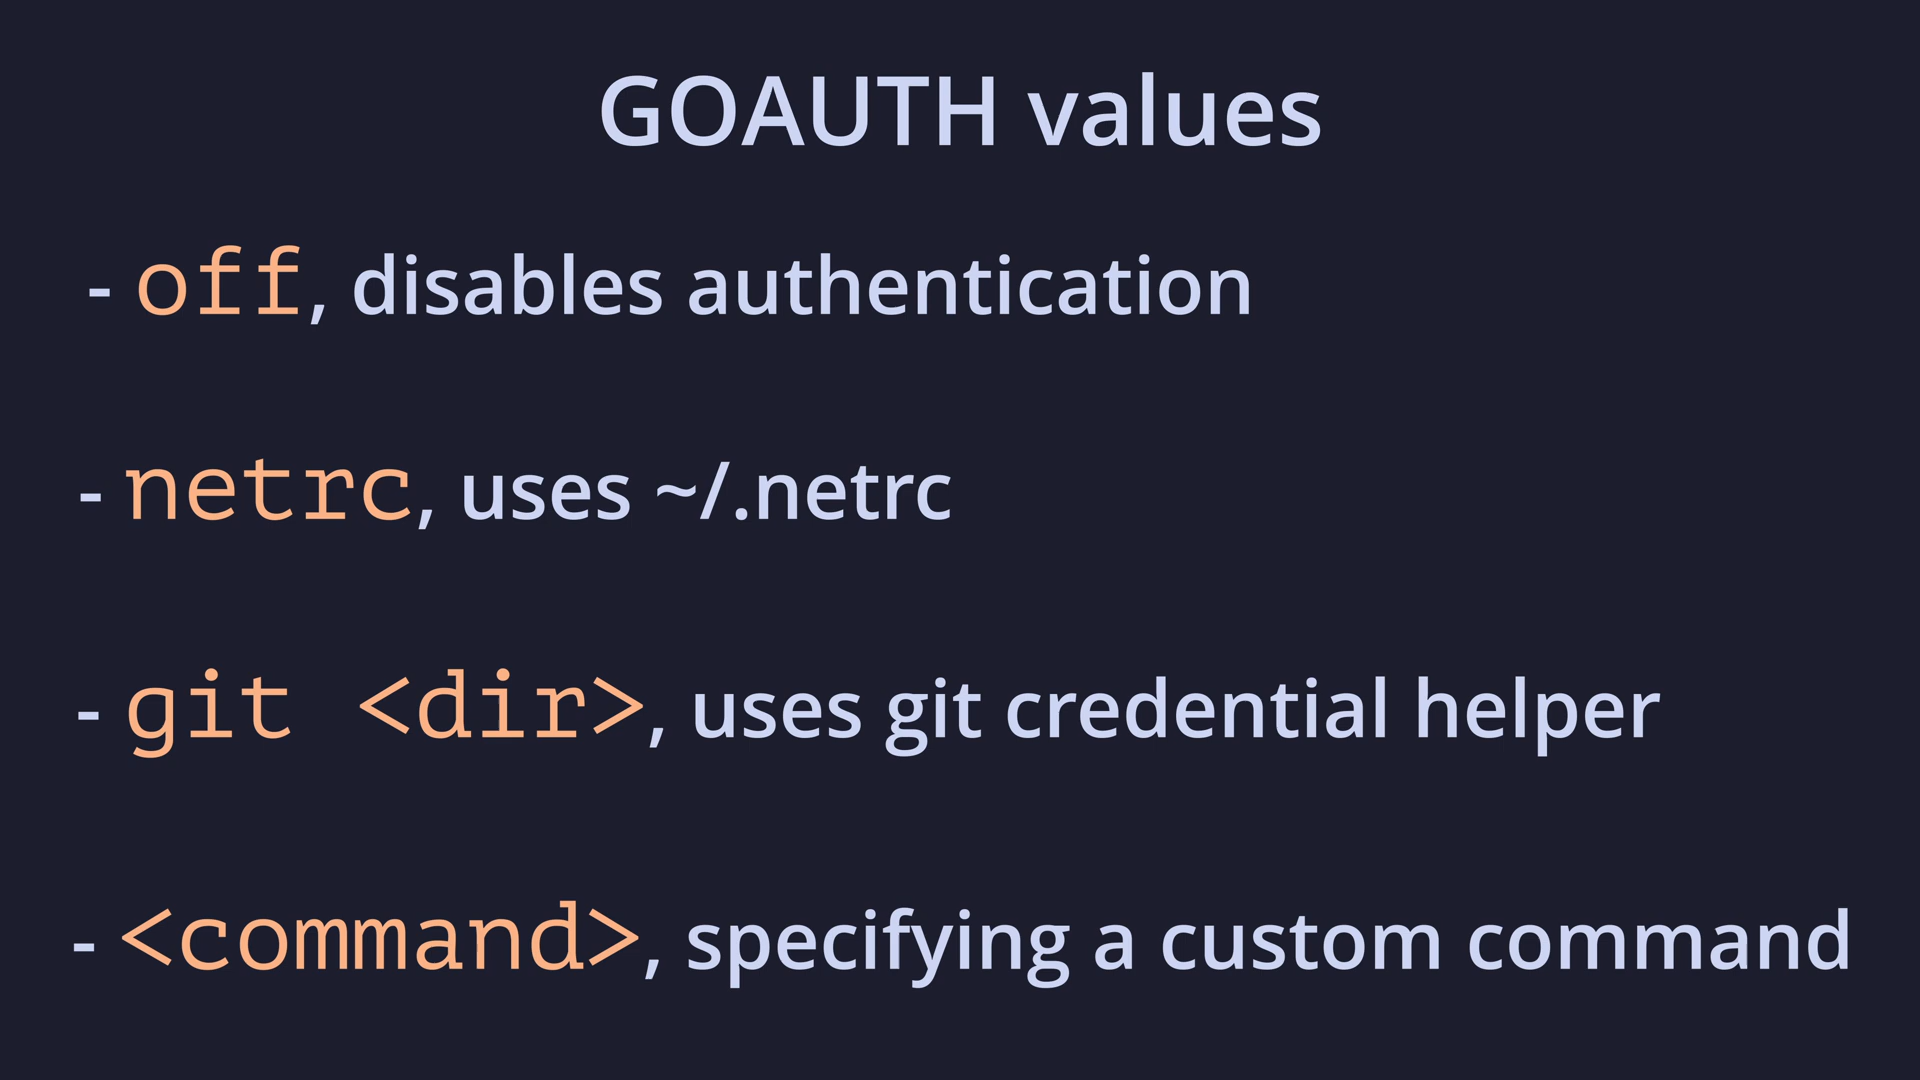 GOAUTH values
- off, disables authentication
- netrc, uses ~/.netrc
- git <dir>, uses git credential helper
- <command>, specifying a custom command